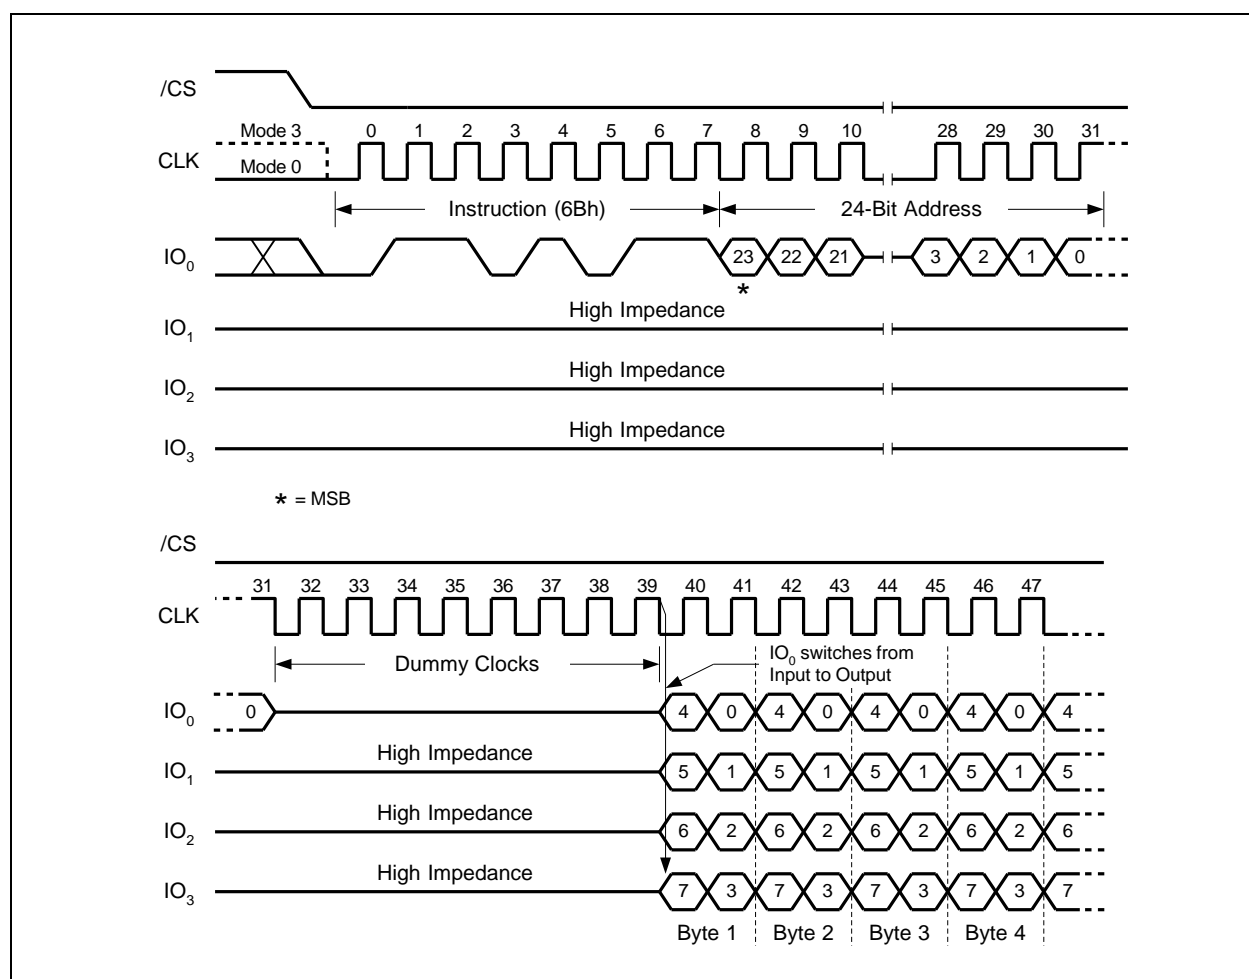 /CS
Mode 3 0 1 2 3 4 5 6 7 8 9 10 28 29 30 31
CLK Mode 0
Instruction (6Bh) 24-Bit Address
IO0 23 22 21 3 2 1 0
*
High Impedance
IO1
High Impedance
IO2
High Impedance
IO3
* = MSB
/CS
31 32 33 34 35 36 37 38 39 40 41 42 43 44 45 46 47
CLK
Dummy Clocks IO0 switches from
Input to Output
IO0 0 4 0 4 0 4 0 4 0 4
High Impedance
IO1 5 1 5 1 5 1 5 1 5
High Impedance
IO2 6 2 6 2 6 2 6 2 6
High Impedance
IO3 7 3 7 3 7 3 7 3 7
Byte 1 Byte 2 Byte 3 Byte 4